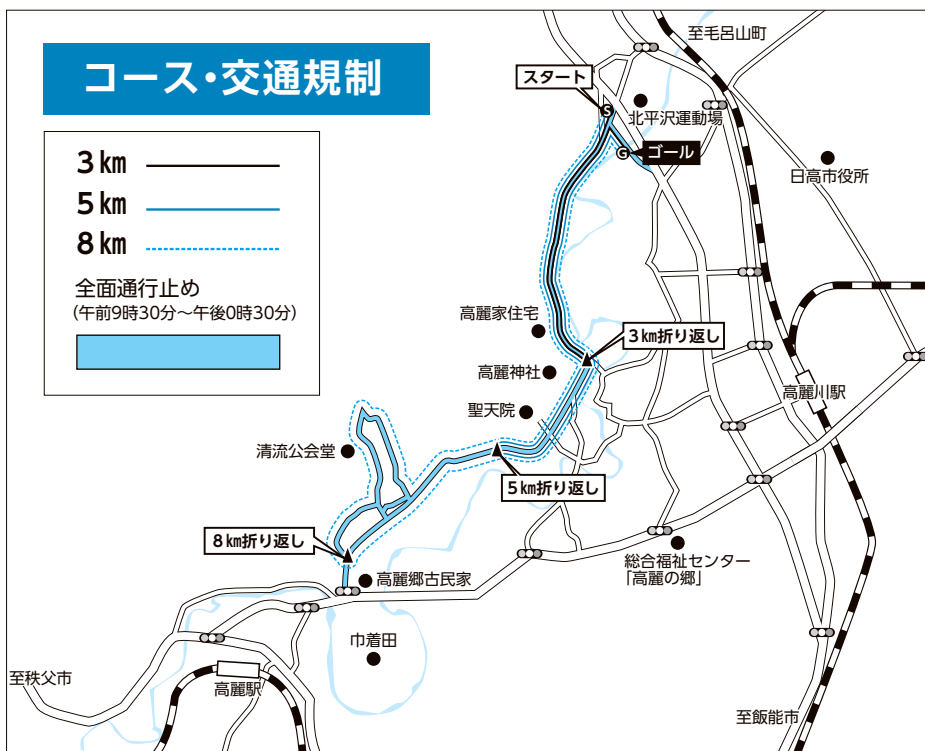 コース・交通規制
3㎞
5㎞
8㎞
全面通行止め
(午前9時30分～午後0時30分)
至毛呂山町
スタート
S
北平沢運動場
G
ゴール
日高市役所
高麗家住宅
3㎞折り返し
高麗神社
高麗川駅
聖天院
清流公会堂
5㎞折り返し
8㎞折り返し
総合福祉センター
「高麗の郷」
高麗郷古民家
巾着田
至秩父市
高麗駅
至飯能市